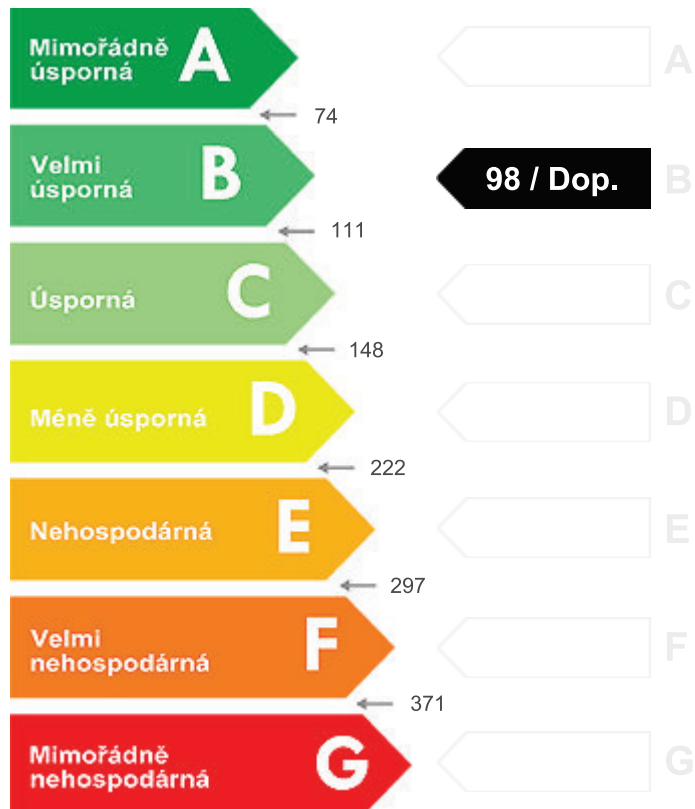 Mimořádně
úsporná
A
A
74
Velmi
úsporná
B
98 / Dop.
B
111
Úsporná
C
C
148
Méně úsporná
D
D
222
Nehospodárná
E
E
297
Velmi
nehospodárná
F
F
371
Mimořádně
nehospodárná
G
G